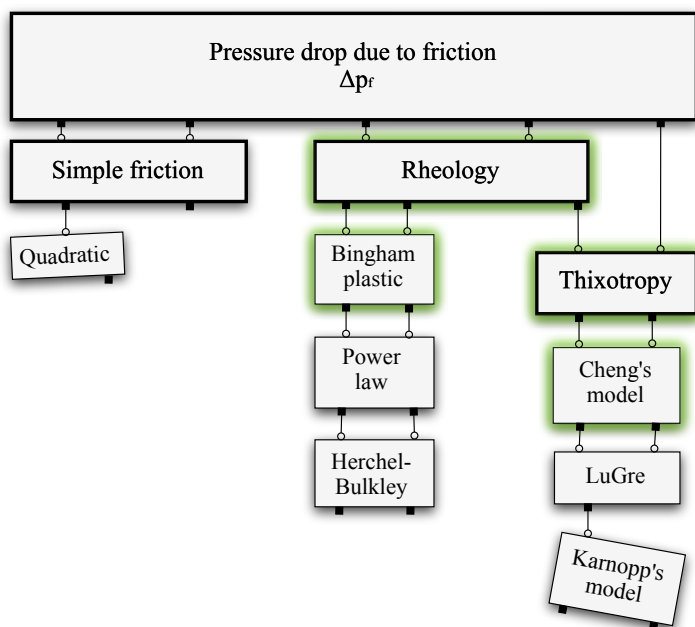 Pressure drop due to friction
Δpf
Simple friction
Rheology
Quadratic
Bingham
plastic
Thixotropy
Power
law
Cheng's
model
Herchel-
Bulkley
LuGre
Karnopp's
model